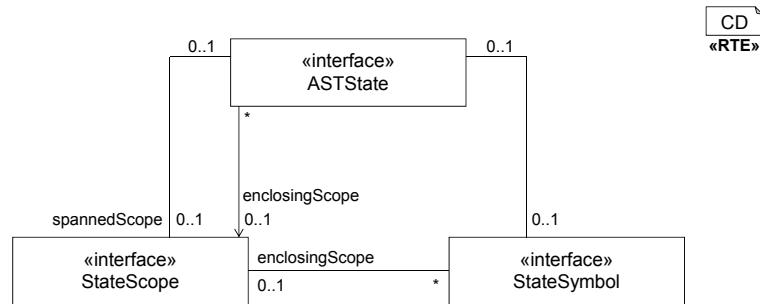 CD
«RTE»
0..1
0..1
«interface»
ASTState
*
enclosingScope
spannedScope
0..1
0..1
0..1
«interface»
StateScope
enclosingScope
0..1
*
«interface»
StateSymbol